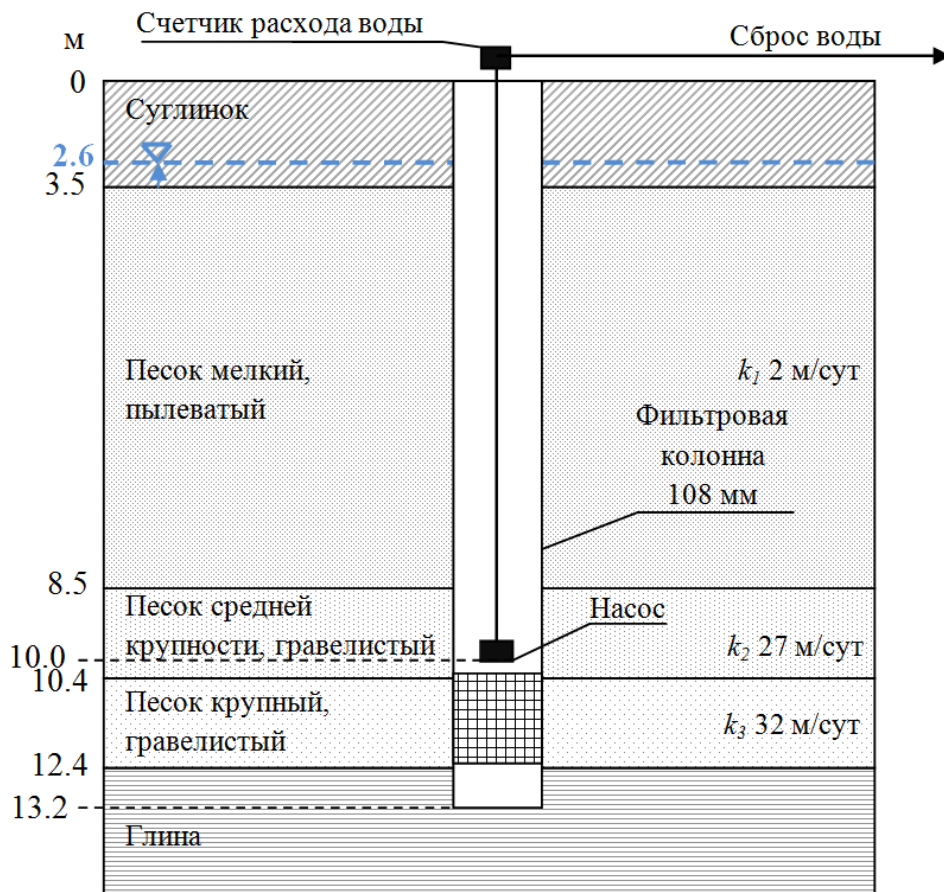 Счетчик расхода воды
м
Сброс воды
0
Суглинок
2.6
3.5
Песок мелкий,
пылеватый
k1 2 м/сут
Фильтровая
колонна
108 мм
8.5
Песок средней
крупности, гравелистый
Насос
k2 27 м/сут
10.0
10.4
Песок крупный,
гравелистый
k3 32 м/сут
12.4
13.2
Глина